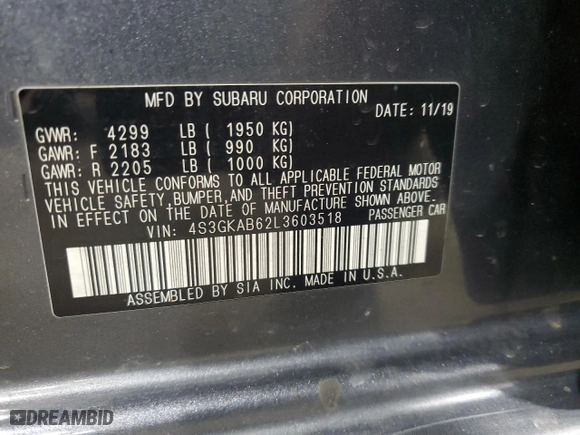 MFD BY SUBARU CORPORATION
DATE: 11/19
GVWR: 4299 LB ( 1950 KG)
GAWR: F 2183 LB ( 990 KG)
GAWR: R 2205 LB ( 1000 KG)
THIS VEHICLE CONFORMS TO ALL APPLICABLE FEDERAL MOTOR
VEHICLE SAFETY, BUMPER, AND THEFT PREVENTION STANDARDS
IN EFFECT ON THE DATE OF MANUFACTURE SHOWN ABOVE.
VIN: 4S3GKAB62L3603518 PASSENGER CAR
ASSEMBLED BY SIA INC. MADE IN U.S.A.
DREAMBID